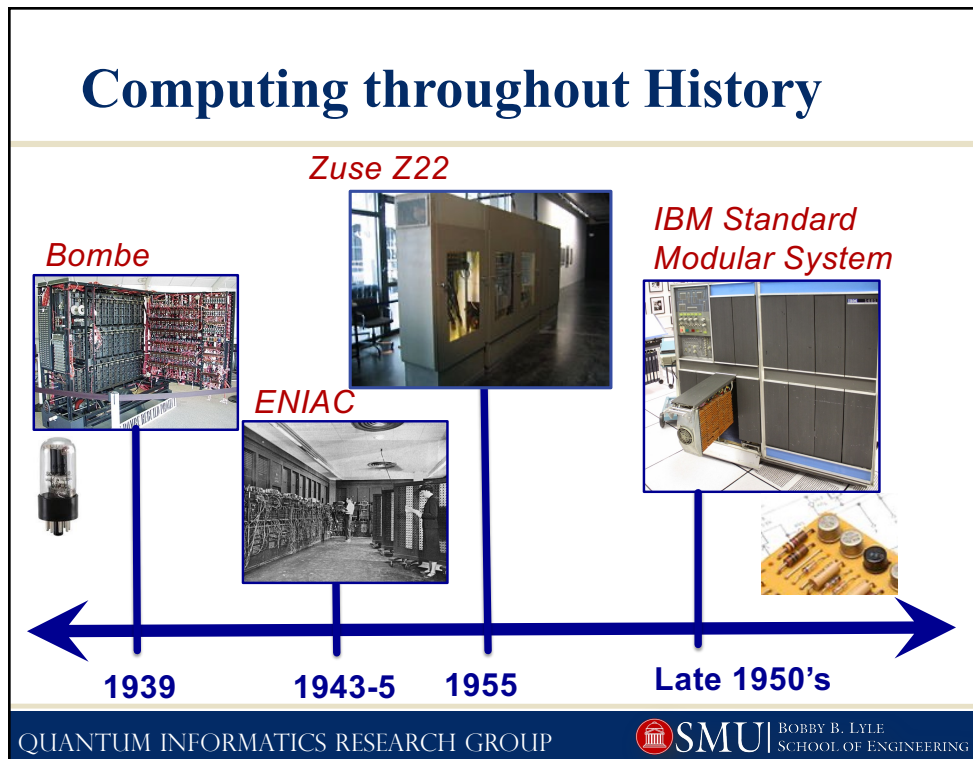 Computing throughout History
Zuse Z22
IBM Standard
Modular System
Bombe
ENIAC
1939
1943-5
1955
Late 1950’s
QUANTUM INFORMATICS RESEARCH GROUP
SMU
BOBBY B. LYLE
SCHOOL OF ENGINEERING